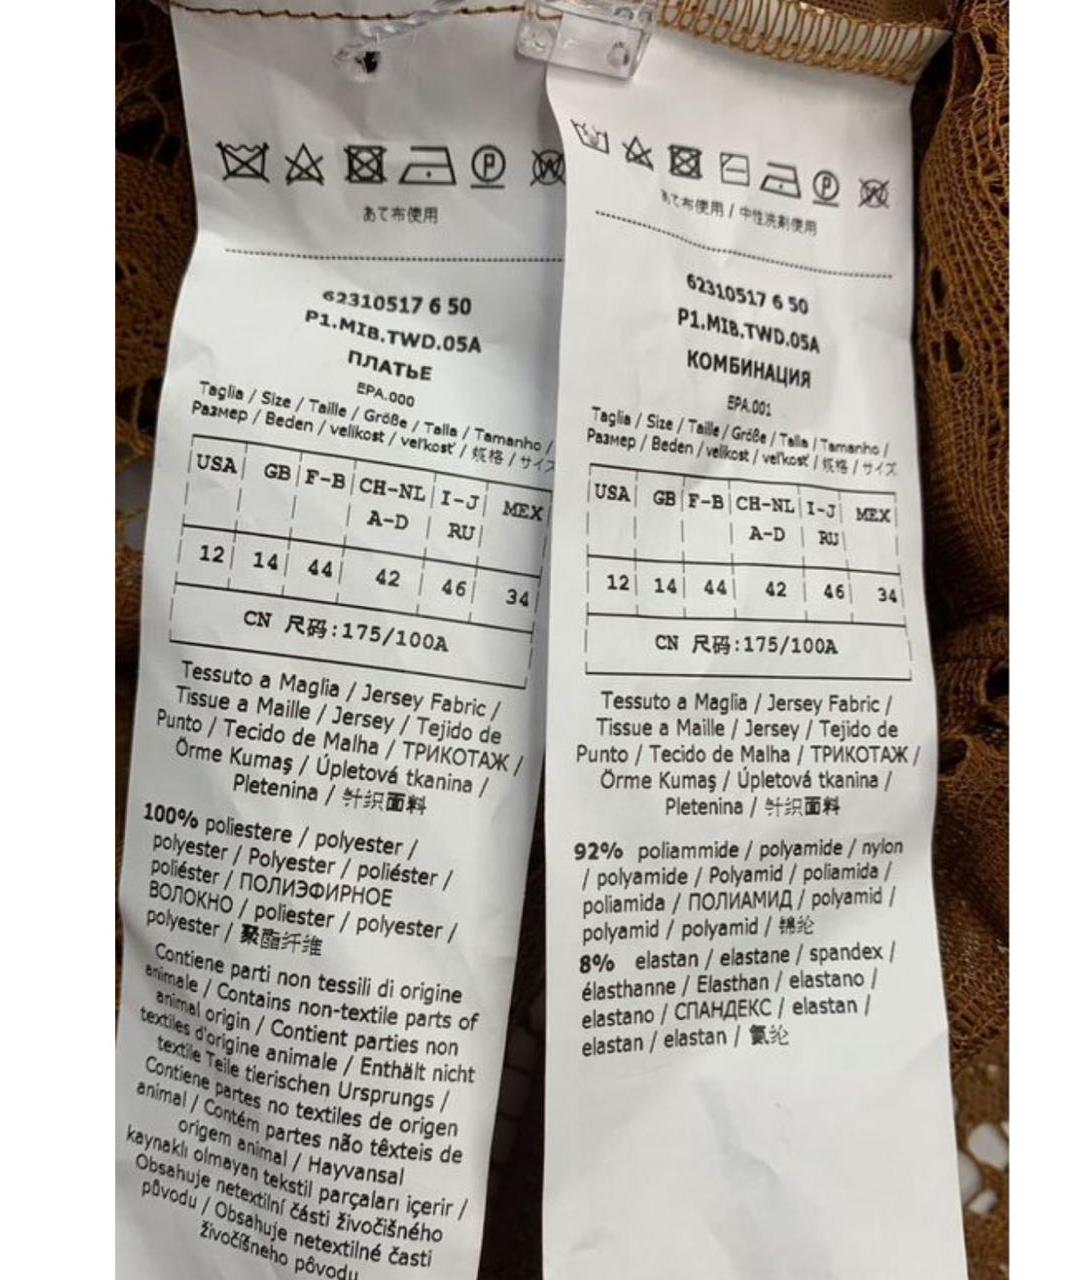 あて布使用
62310517 6 50
P1.MIB.TWD.05A
ПЛАТЬЕ
EPA.000
Taglia / Size / Taille / Größe / Talla / Tamanho /
Размер / Beden / velikost / veľkosť / 规格 / サイズ
USA GB F-B CH-NL I-J MEX
A-D RU
12 14 44 42 46 34
CN 尺码:175/100A
Tessuto a Maglia / Jersey Fabric /
Tissue a Maille / Jersey / Tejido de
Punto / Tecido de Malha / ТРИКОТАЖ /
Örme Kumaş / Úpletová tkanina /
Pletenina / 针织面料
100% poliestere / polyester /
polyester / Polyester / poliéster /
poliéster / ПОЛИЭФИРНОЕ
ВОЛОКНО / poliester / polyester /
polyester / 聚酯纤维
Contiene parti non tessili di origine
animale / Contains non-textile parts of
animal origin / Contient parties non
textiles d'origine animale / Enthält nicht
textile Teile tierischen Ursprungs /
Contiene partes no textiles de origen
animal / Contém partes não têxteis de
origem animal / Hayvansal
kaynaklı olmayan tekstil parçaları içerir /
Obsahuje netextilní části živočišného
původu / Obsahuje netextilné časti
živočíšneho pôvodu
あて布使用 / 中性洗剤使用
62310517 6 50
P1.MIB.TWD.05A
КОМБИНАЦИЯ
EPA.001
Taglia / Size / Taille / Größe / Talla / Tamanho /
Размер / Beden / velikost / veľkosť / 规格 / サイズ
USA GB F-B CH-NL I-J MEX
A-D RU
12 14 44 42 46 34
CN 尺码:175/100A
Tessuto a Maglia / Jersey Fabric /
Tissue a Maille / Jersey / Tejido de
Punto / Tecido de Malha / ТРИКОТАЖ /
Örme Kumaş / Úpletová tkanina /
Pletenina / 针织面料
92% poliammide / polyamide / nylon
/ polyamide / Polyamid / poliamida /
poliamida / ПОЛИАМИД / polyamid /
polyamid / polyamid / 锦纶
8% elastan / elastane / spandex /
élasthanne / Elasthan / elastano /
elastano / СПАНДЕКС / elastan /
elastan / elastan / 氨纶